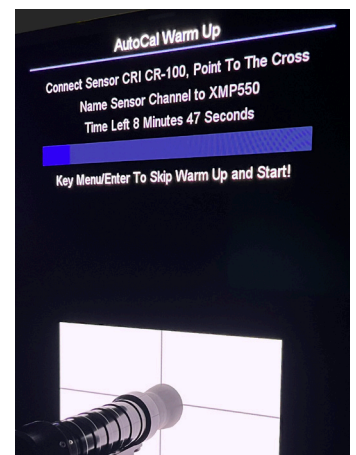 AutoCal Warm Up
Connect Sensor CRI CR-100, Point To The Cross
Name Sensor Channel to XMP550
Time Left 8 Minutes 47 Seconds
Key Menu/Enter To Skip Warm Up and Start!